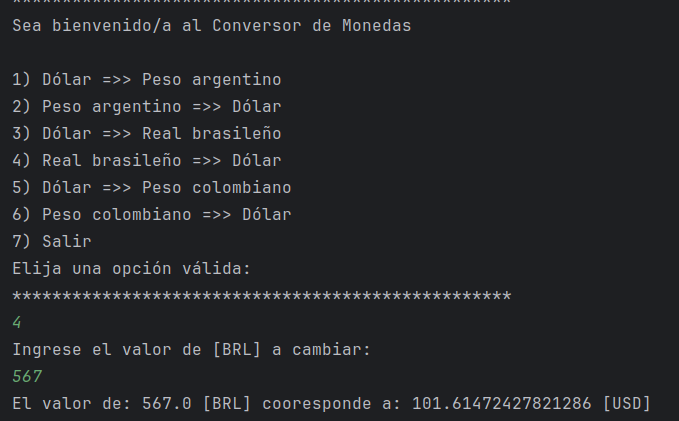 **************************************************
Sea bienvenido/a al Conversor de Monedas
1) Dólar =>> Peso argentino
2) Peso argentino =>> Dólar
3) Dólar =>> Real brasileño
4) Real brasileño =>> Dólar
5) Dólar =>> Peso colombiano
6) Peso colombiano =>> Dólar
7) Salir
Elija una opción válida:
**************************************************
4
Ingrese el valor de [BRL] a cambiar:
567
El valor de: 567.0 [BRL] cooresponde a: 101.61472427821286 [USD]